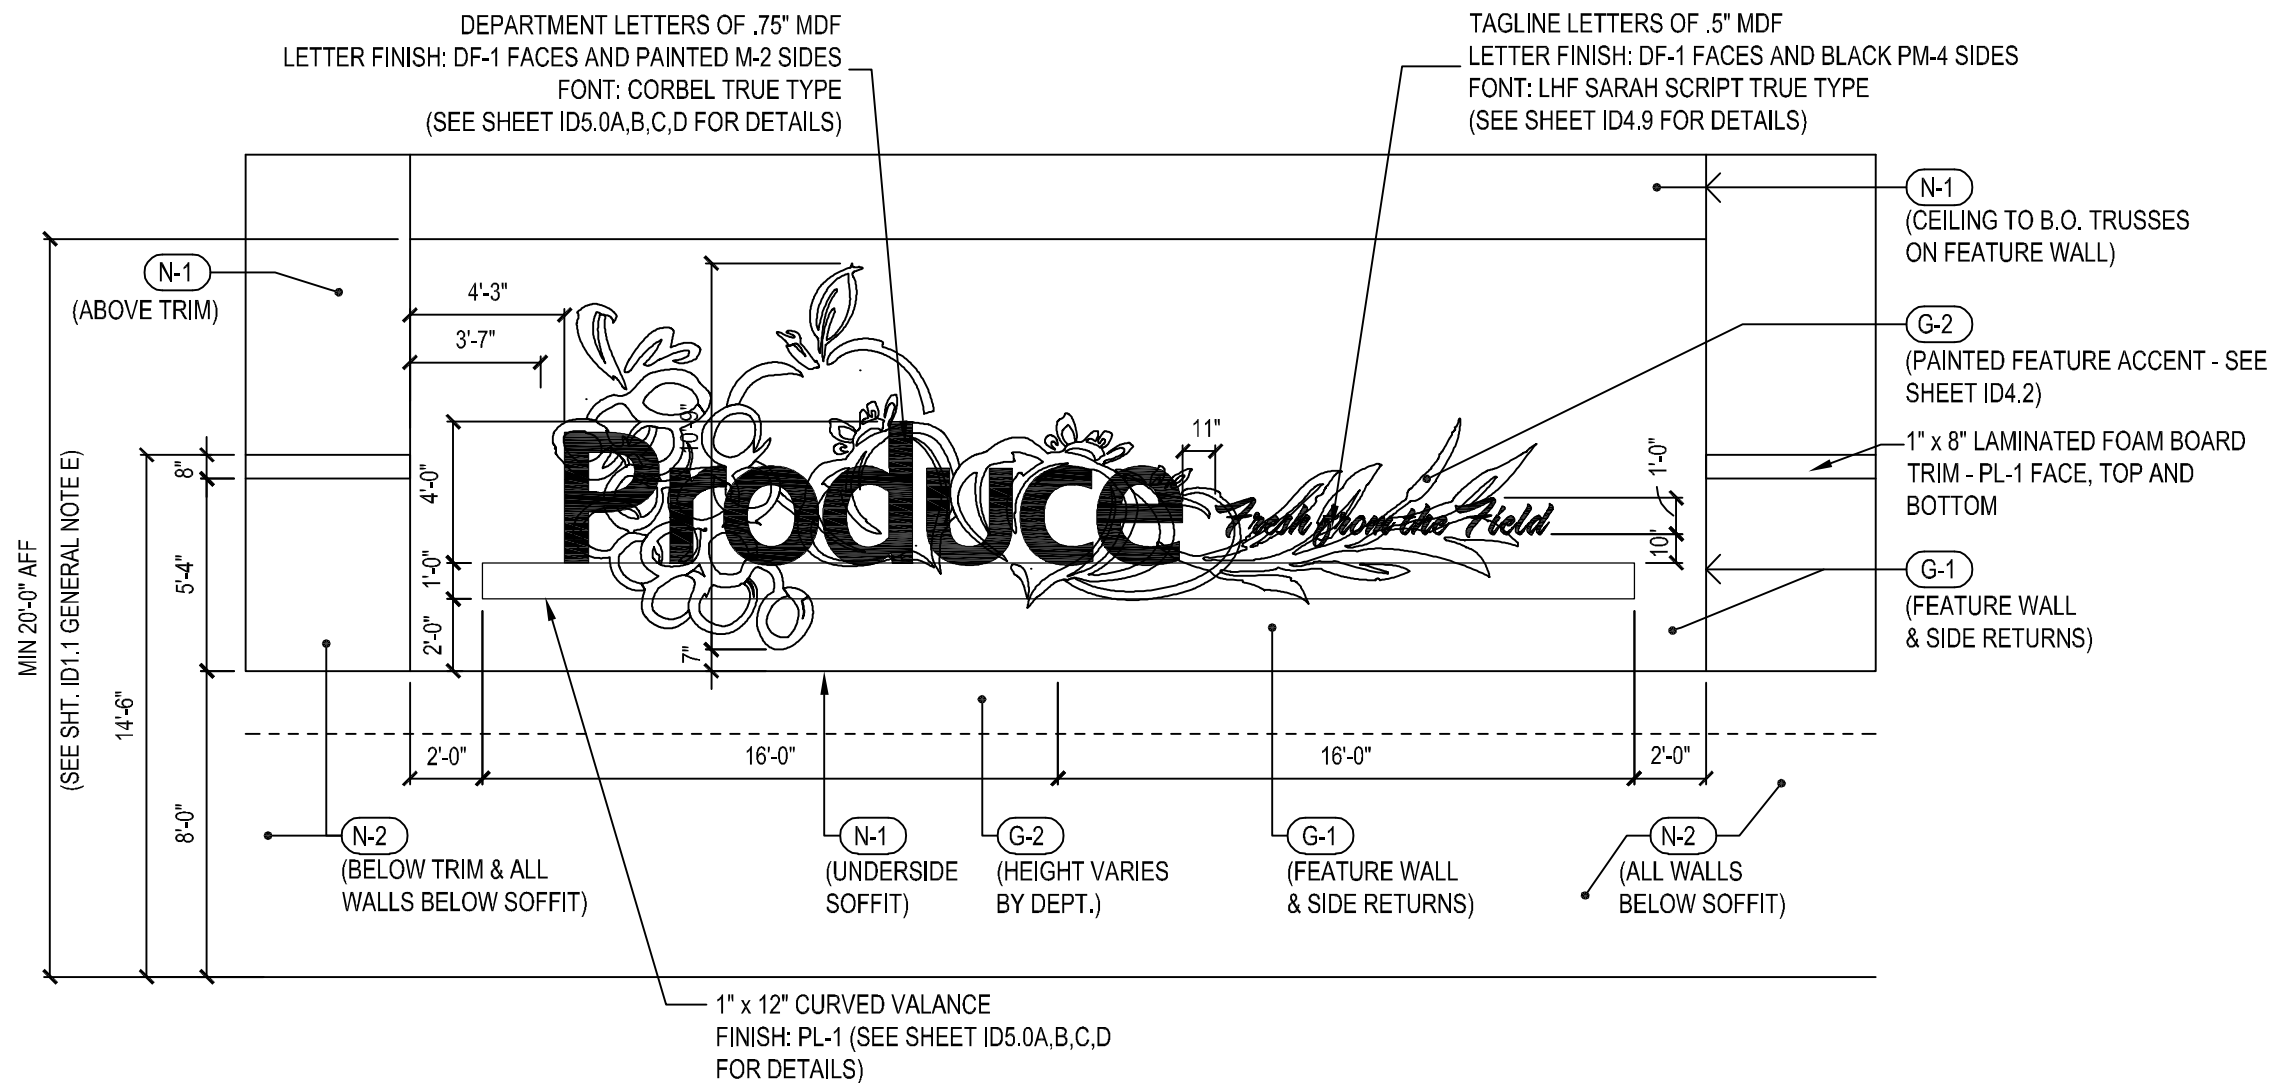 DEPARTMENT LETTERS OF .75" MDF
LETTER FINISH: DF-1 FACES AND PAINTED M-2 SIDES
FONT: CORBEL TRUE TYPE
(SEE SHEET ID5.0A,B,C,D FOR DETAILS)
TAGLINE LETTERS OF .5" MDF
LETTER FINISH: DF-1 FACES AND BLACK PM-4 SIDES
FONT: LHF SARAH SCRIPT TRUE TYPE
(SEE SHEET ID4.9 FOR DETAILS)
N-1
(CEILING TO B.O. TRUSSES
ON FEATURE WALL)
N-1
(ABOVE TRIM)
4'-3"
3'-7"
G-2
(PAINTED FEATURE ACCENT - SEE
SHEET ID4.2)
1" x 8" LAMINATED FOAM BOARD
TRIM - PL-1 FACE, TOP AND
BOTTOM
G-1
(FEATURE WALL
& SIDE RETURNS)
MIN 20'-0" AFF
(SEE SHT. ID1.1 GENERAL NOTE E)
14'-6"
8"
5'-4"
8'-0"
4'-0"
1'-0"
2'-0"
10'-9"
7"
11"
1'-0"
10"
Produce
Fresh from the Field
2'-0"
16'-0"
16'-0"
2'-0"
N-2
(BELOW TRIM & ALL
WALLS BELOW SOFFIT)
N-1
(UNDERSIDE
SOFFIT)
G-2
(HEIGHT VARIES
BY DEPT.)
G-1
(FEATURE WALL
& SIDE RETURNS)
N-2
(ALL WALLS
BELOW SOFFIT)
1" x 12" CURVED VALANCE
FINISH: PL-1 (SEE SHEET ID5.0A,B,C,D
FOR DETAILS)